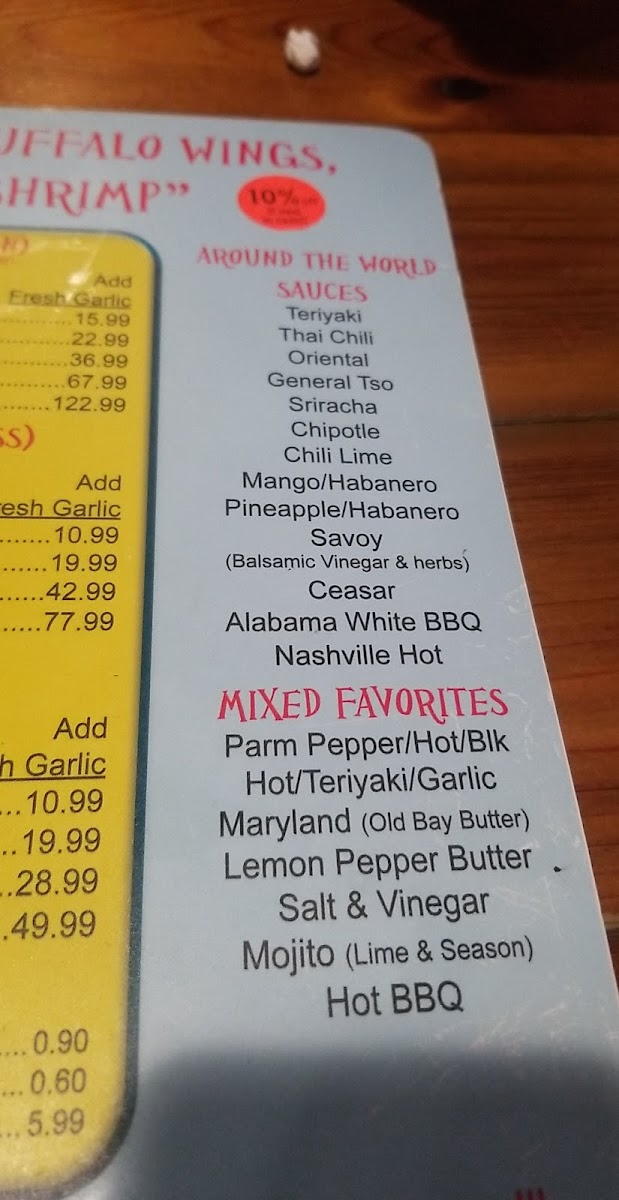 UFFALO WINGS,
SHRIMP”
10%
Add
Fresh Garlic
15.99
22.99
36.99
67.99
122.99
SS)
Add
resh Garlic
10.99
19.99
42.99
77.99
Add
h Garlic
10.99
19.99
28.99
49.99
0.90
0.60
5.99
AROUND THE WORLD
SAUCES
Teriyaki
Thai Chili
Oriental
General Tso
Sriracha
Chipotle
Chili Lime
Mango/Habanero
Pineapple/Habanero
Savoy
(Balsamic Vinegar & herbs)
Ceasar
Alabama White BBQ
Nashville Hot
MIXED FAVORITES
Parm Pepper/Hot/Blk
Hot/Teriyaki/Garlic
Maryland (Old Bay Butter)
Lemon Pepper Butter
Salt & Vinegar
Mojito (Lime & Season)
Hot BBQ